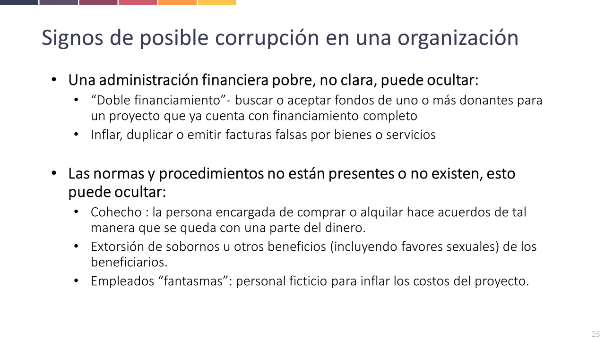 Signos de posible corrupción en una organización
• Una administración financiera pobre, no clara, puede ocultar:
• “Doble financiamiento”- buscar o aceptar fondos de uno o más donantes para
un proyecto que ya cuenta con financiamiento completo
• Inflar, duplicar o emitir facturas falsas por bienes o servicios
• Las normas y procedimientos no están presentes o no existen, esto
puede ocultar:
• Cohecho : la persona encargada de comprar o alquilar hace acuerdos de tal
manera que se queda con una parte del dinero.
• Extorsión de sobornos u otros beneficios (incluyendo favores sexuales) de los
beneficiarios.
• Empleados “fantasmas”: personal ficticio para inflar los costos del proyecto.
25